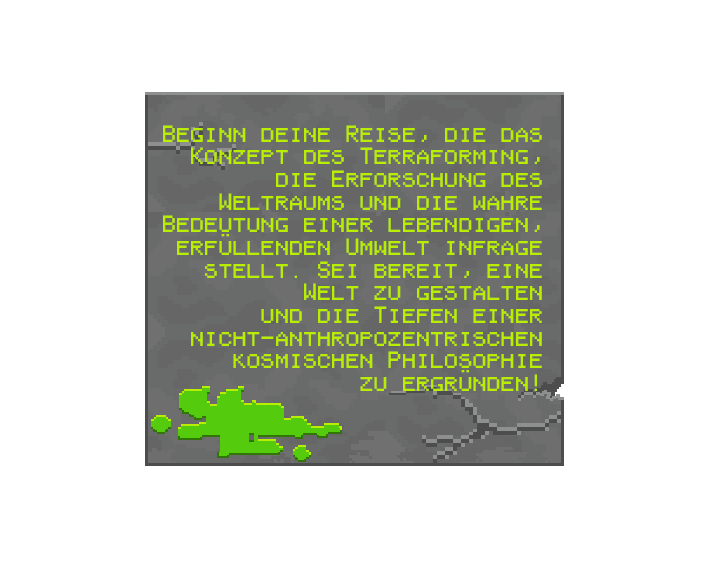 Beginn deine Reise, die das
Konzept des Terraforming,
die Erforschung des
Weltraums und die wahre
Bedeutung einer lebendigen,
erfüllenden Umwelt infrage
stellt. Sei bereit, eine
Welt zu gestalten
und die Tiefen einer
nicht-anthropozentrischen
kosmischen Philosophie
zu ergründen!